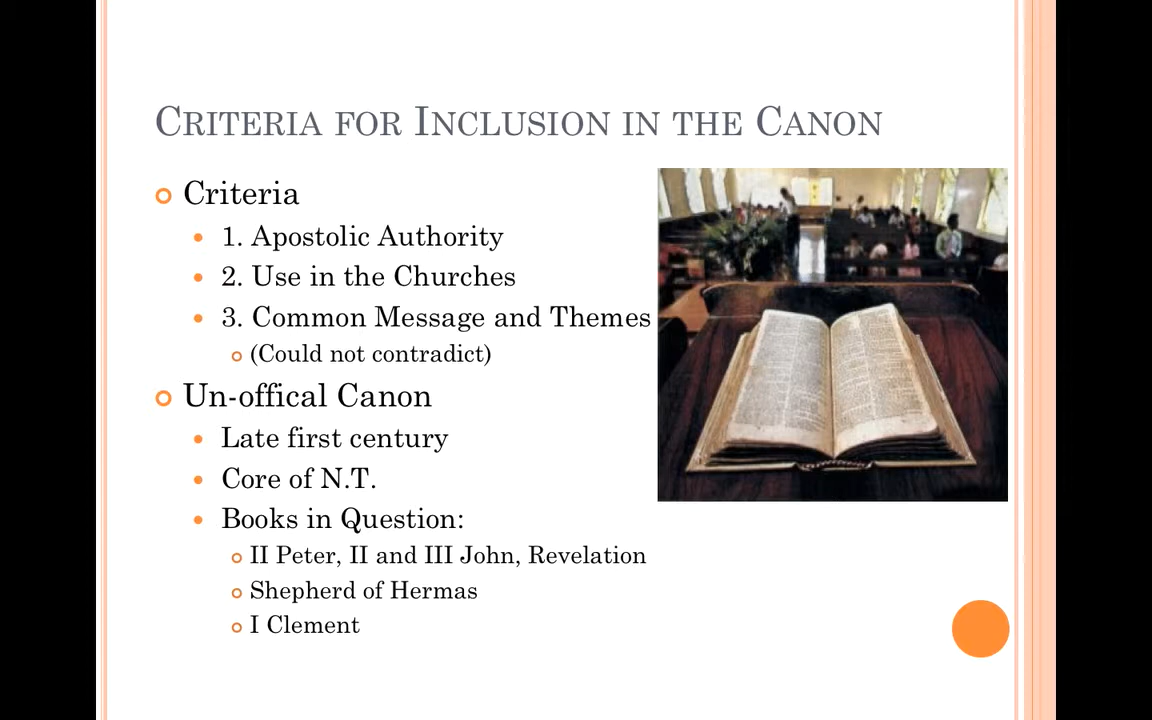 Criteria for Inclusion in the Canon
Criteria
1. Apostolic Authority
2. Use in the Churches
3. Common Message and Themes
(Could not contradict)
Un-offical Canon
Late first century
Core of N.T.
Books in Question:
II Peter, II and III John, Revelation
Shepherd of Hermas
I Clement